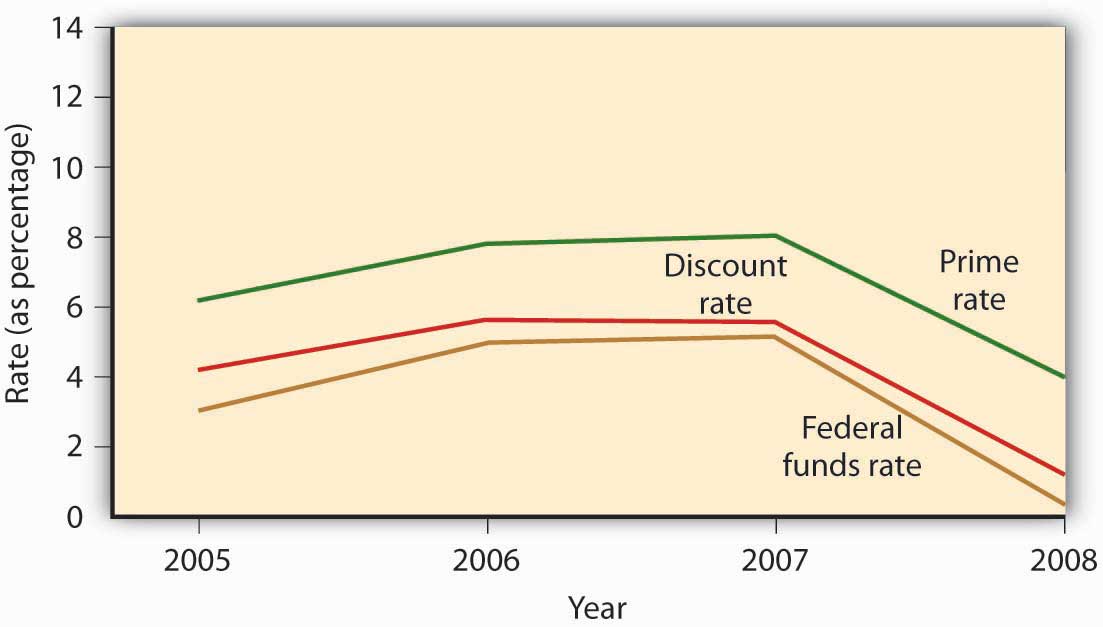 14
12
10
8
6
4
2
0
Rate (as percentage)
Discount
rate
Prime
rate
Federal
funds rate
2005
2006
2007
2008
Year